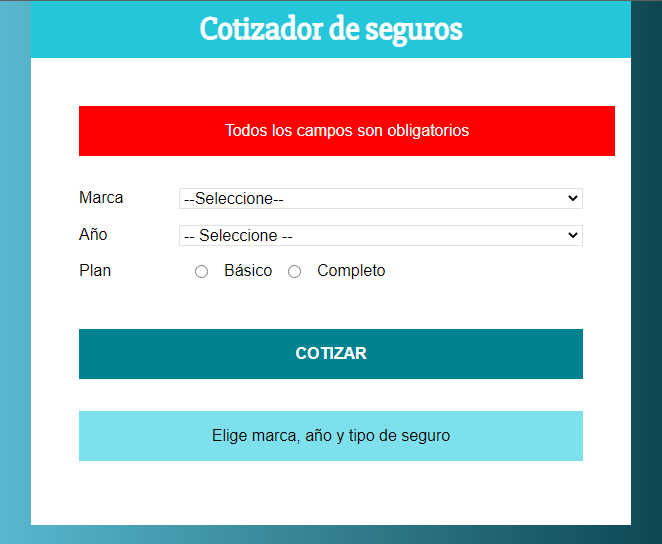 Cotizador de seguros
Todos los campos son obligatorios
Marca --Seleccione--
Año -- Seleccione --
Plan Básico Completo
COTIZAR
Elige marca, año y tipo de seguro